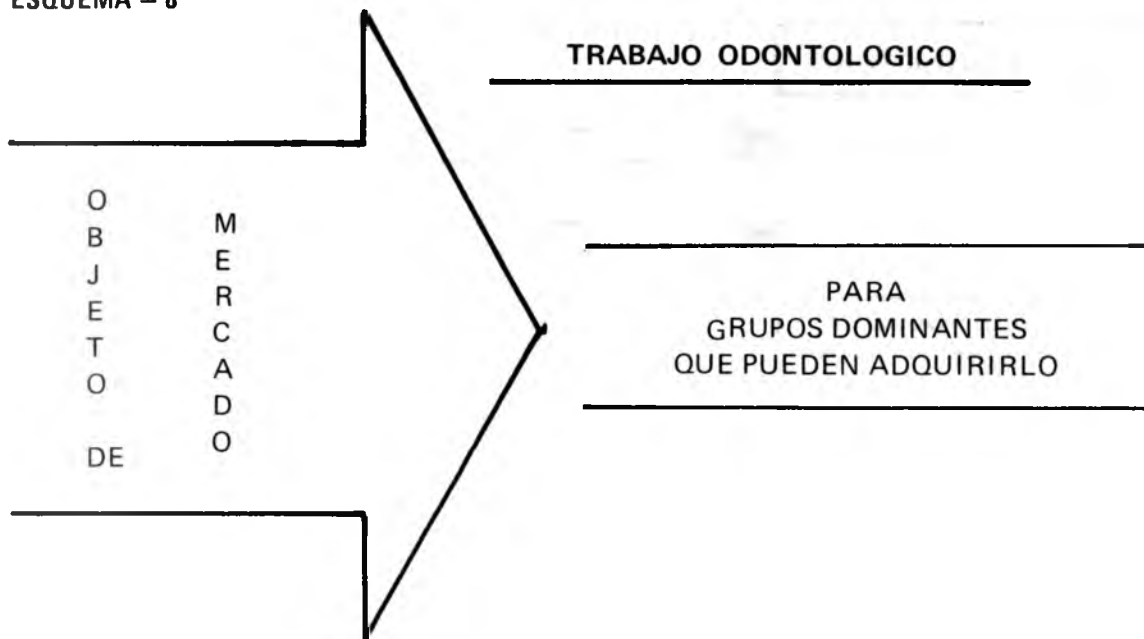 ESQUEMA – 8
TRABAJO ODONTOLOGICO
OBJETO DE
MERCADO
PARA
GRUPOS DOMINANTES
QUE PUEDEN ADQUIRIRLO